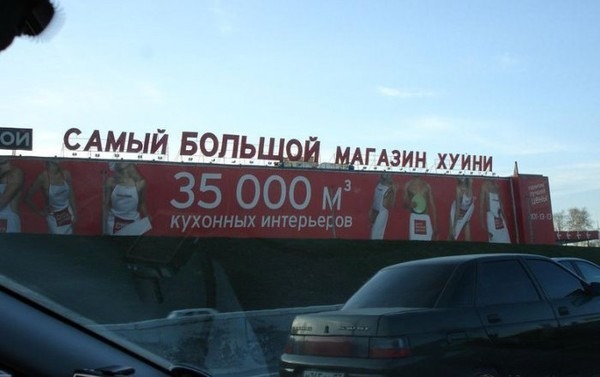 ОЙ
САМЫЙ БОЛЬШОЙ МАГАЗИН ХУИНИ
35 000 м³
кухонных интерьеров